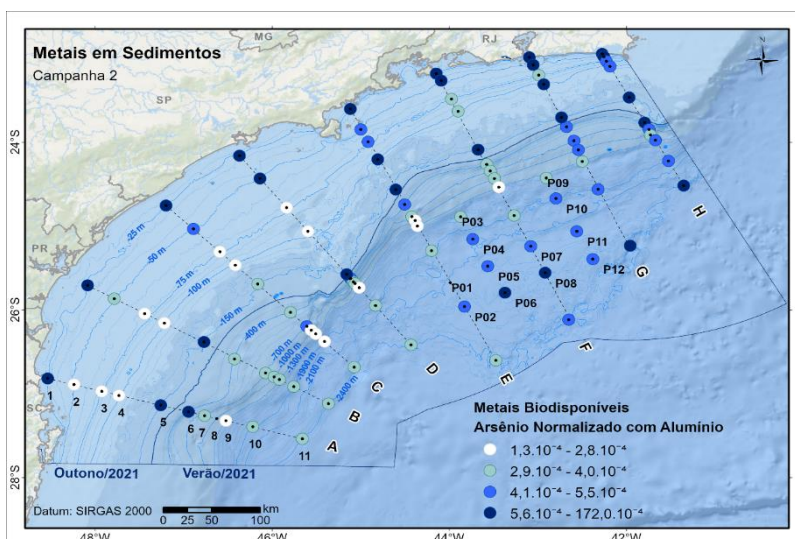 Metais em Sedimentos
Campanha 2
MG
RJ
SP
PR
SC
24°S
26°S
28°S
-25 m
-50 m
-75 m
-100 m
-150 m
-400 m
-700 m
-1000 m
-1300 m
-1900 m
-2100 m
-2400 m
P09
P10
P03
P04
P11
P07
P12
P05
P08
P01
P06
P02
H
G
F
E
D
C
B
A
1
2
3
4
5
6
7
8
9
10
11
Outono/2021
Verão/2021
Datum: SIRGAS 2000
km
0 25 50 100
Metais Biodisponíveis
Arsênio Normalizado com Alumínio
1,3.10⁻⁴ - 2,8.10⁻⁴
2,9.10⁻⁴ - 4,0.10⁻⁴
4,1.10⁻⁴ - 5,5.10⁻⁴
5,6.10⁻⁴ - 172,0.10⁻⁴
48°W
46°W
44°W
42°W